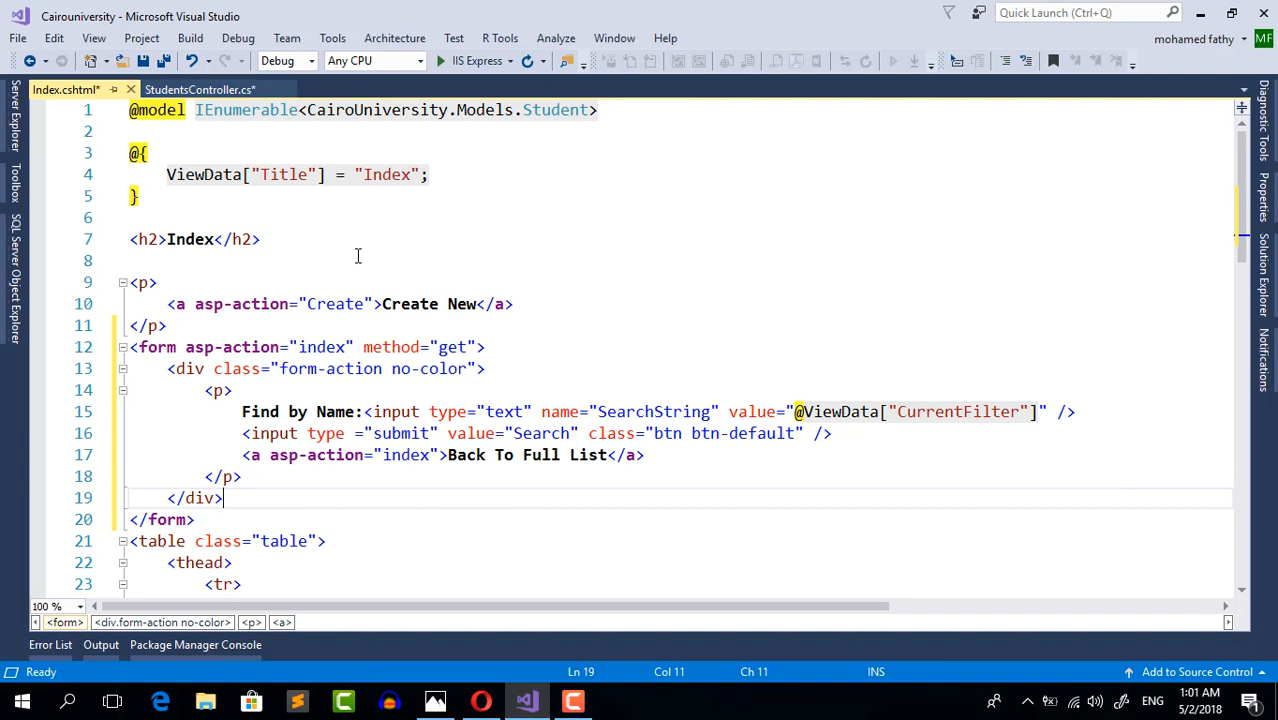 Cairouniversity - Microsoft Visual Studio
Quick Launch (Ctrl+Q)
File Edit View Project Build Debug Team Tools Architecture Test R Tools Analyze Window Help
mohamed fathy MF
Debug Any CPU IIS Express
Index.cshtml* StudentsController.cs*
Server Explorer
Toolbox
SQL Server Object Explorer
1 @model IEnumerable<CairoUniversity.Models.Student>
2
3 @{
4 ViewData["Title"] = "Index";
5 }
6
7 <h2>Index</h2>
8
9 <p>
10 <a asp-action="Create">Create New</a>
11 </p>
12 <form asp-action="index" method="get">
13 <div class="form-action no-color">
14 <p>
15 Find by Name:<input type="text" name="SearchString" value="@ViewData["CurrentFilter"]" />
16 <input type ="submit" value="Search" class="btn btn-default" />
17 <a asp-action="index">Back To Full List</a>
18 </p>
19 </div>
20 </form>
21 <table class="table">
22 <thead>
23 <tr>
Diagnostic Tools
Properties
Solution Explorer
Notifications
100 %
<form> <div.form-action no-color> <p> <a>
Error List Output Package Manager Console
Ready Ln 19 Col 11 Ch 11 INS Add to Source Control
ENG
1:01 AM
5/2/2018
1